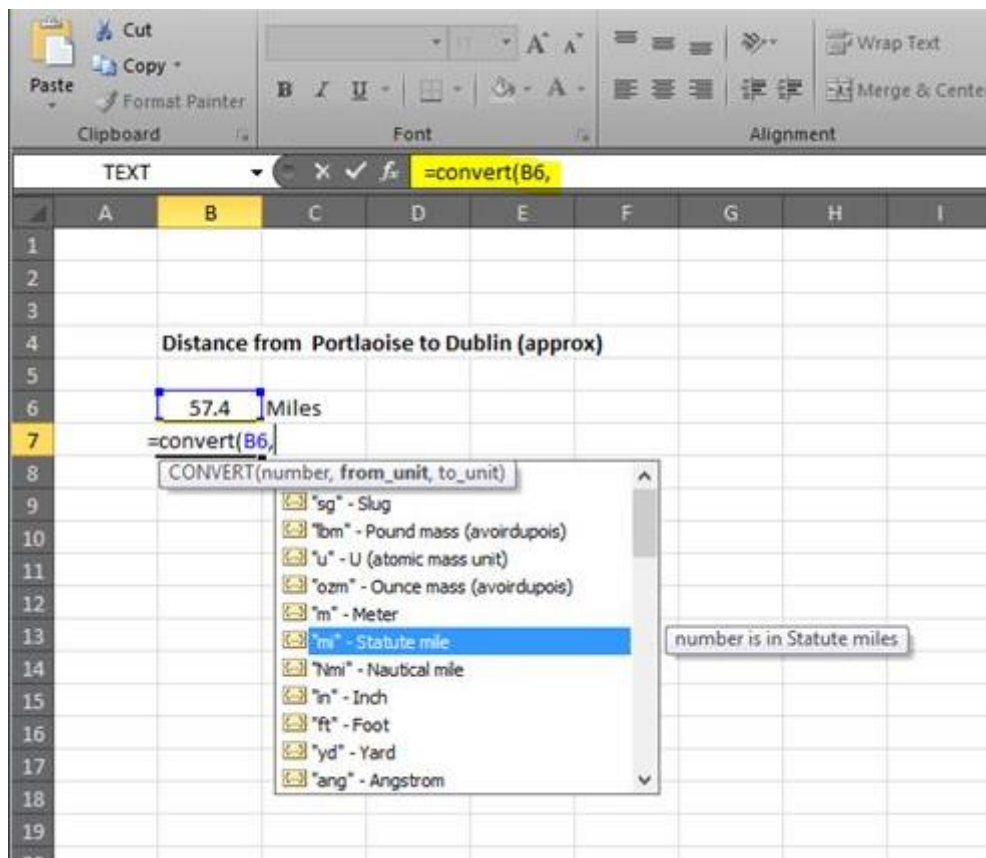 Cut
Copy
Paste
Format Painter
Clipboard
11
A A
B I U A
Font
Wrap Text
Merge & Cente
Alignment
TEXT fx =convert(B6,
A B C D E F G H I
1
2
3
4 Distance from Portlaoise to Dublin (approx)
5
6 57.4 Miles
7 =convert(B6,
8 CONVERT(number, from_unit, to_unit)
9 "sg" - Slug
10 "lbm" - Pound mass (avoirdupois)
11 "u" - U (atomic mass unit)
12 "ozm" - Ounce mass (avoirdupois)
"m" - Meter
13 "mi" - Statute mile number is in Statute miles
14 "Nmi" - Nautical mile
15 "in" - Inch
16 "ft" - Foot
17 "yd" - Yard
"ang" - Angstrom
18
19